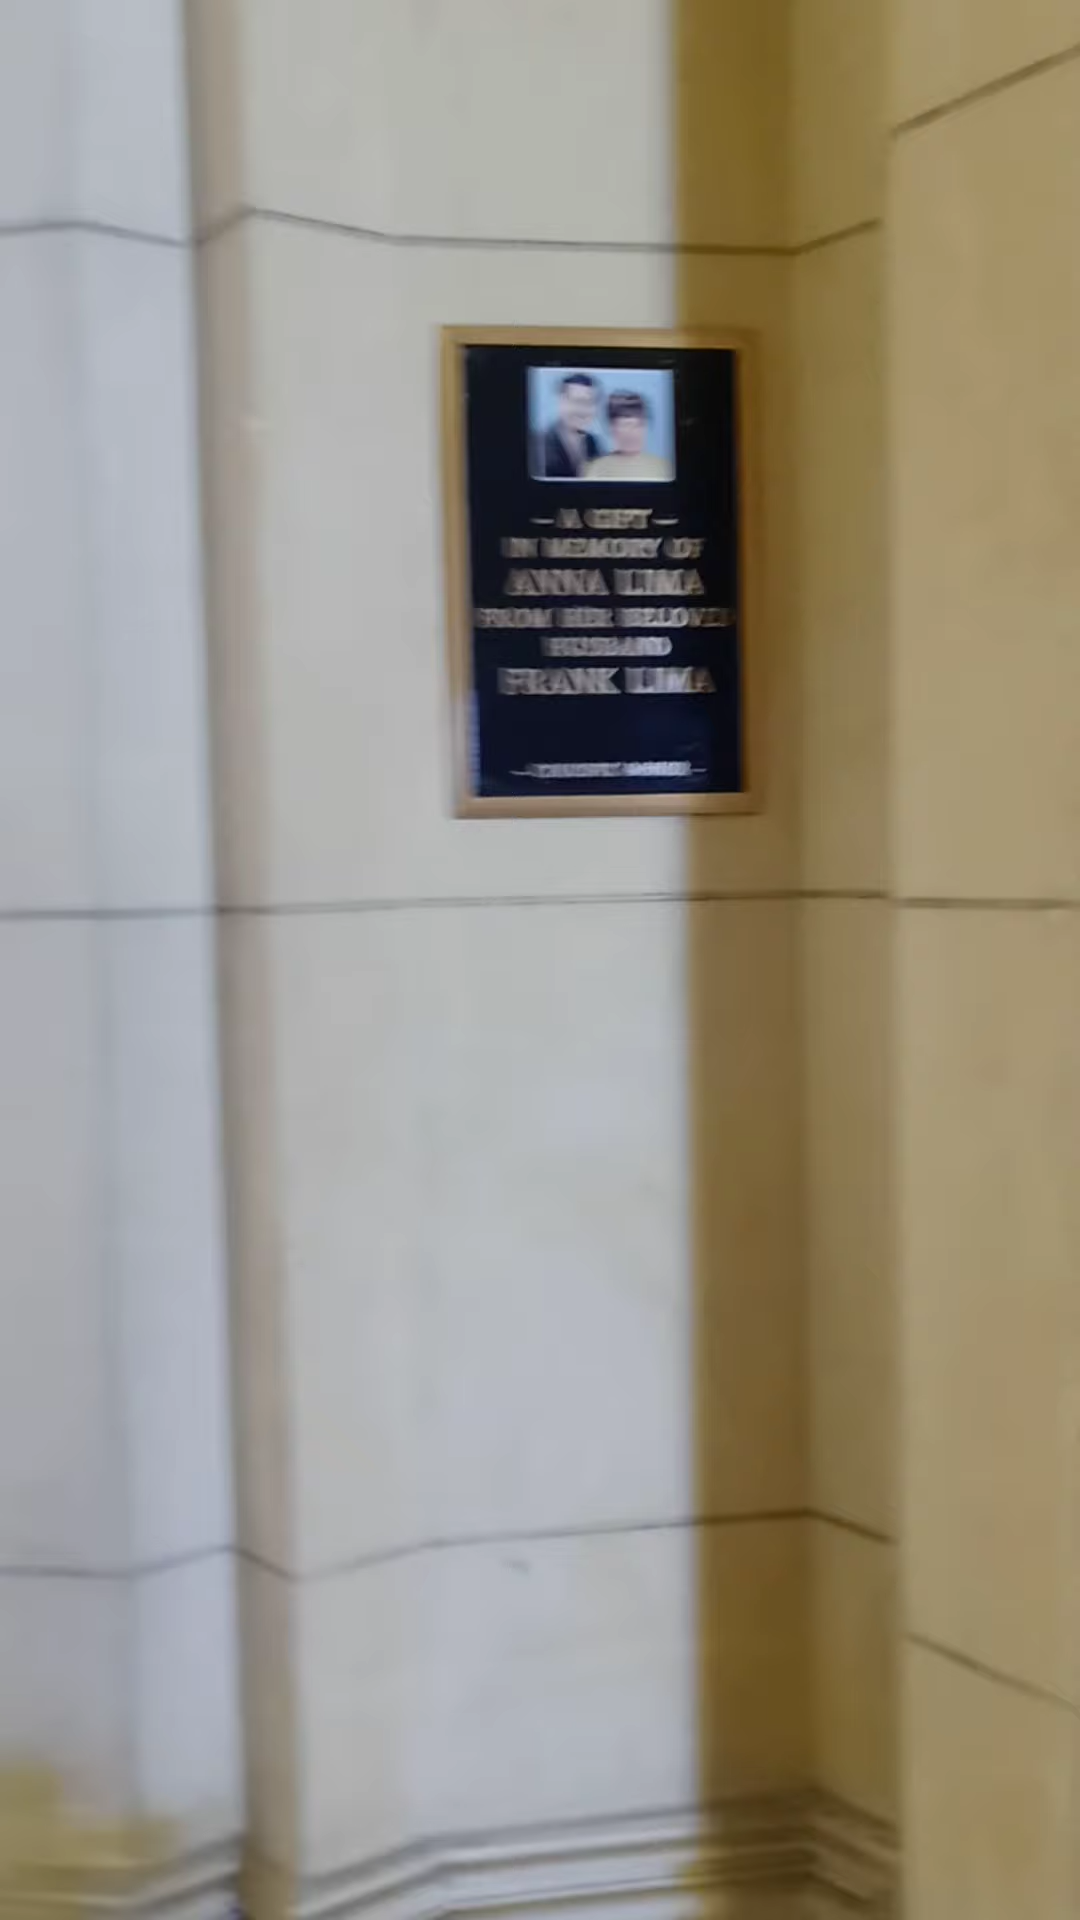 — A GIFT —
IN MEMORY OF
ANNA LIMA
FROM HER BELOVED
HUSBAND
FRANK LIMA